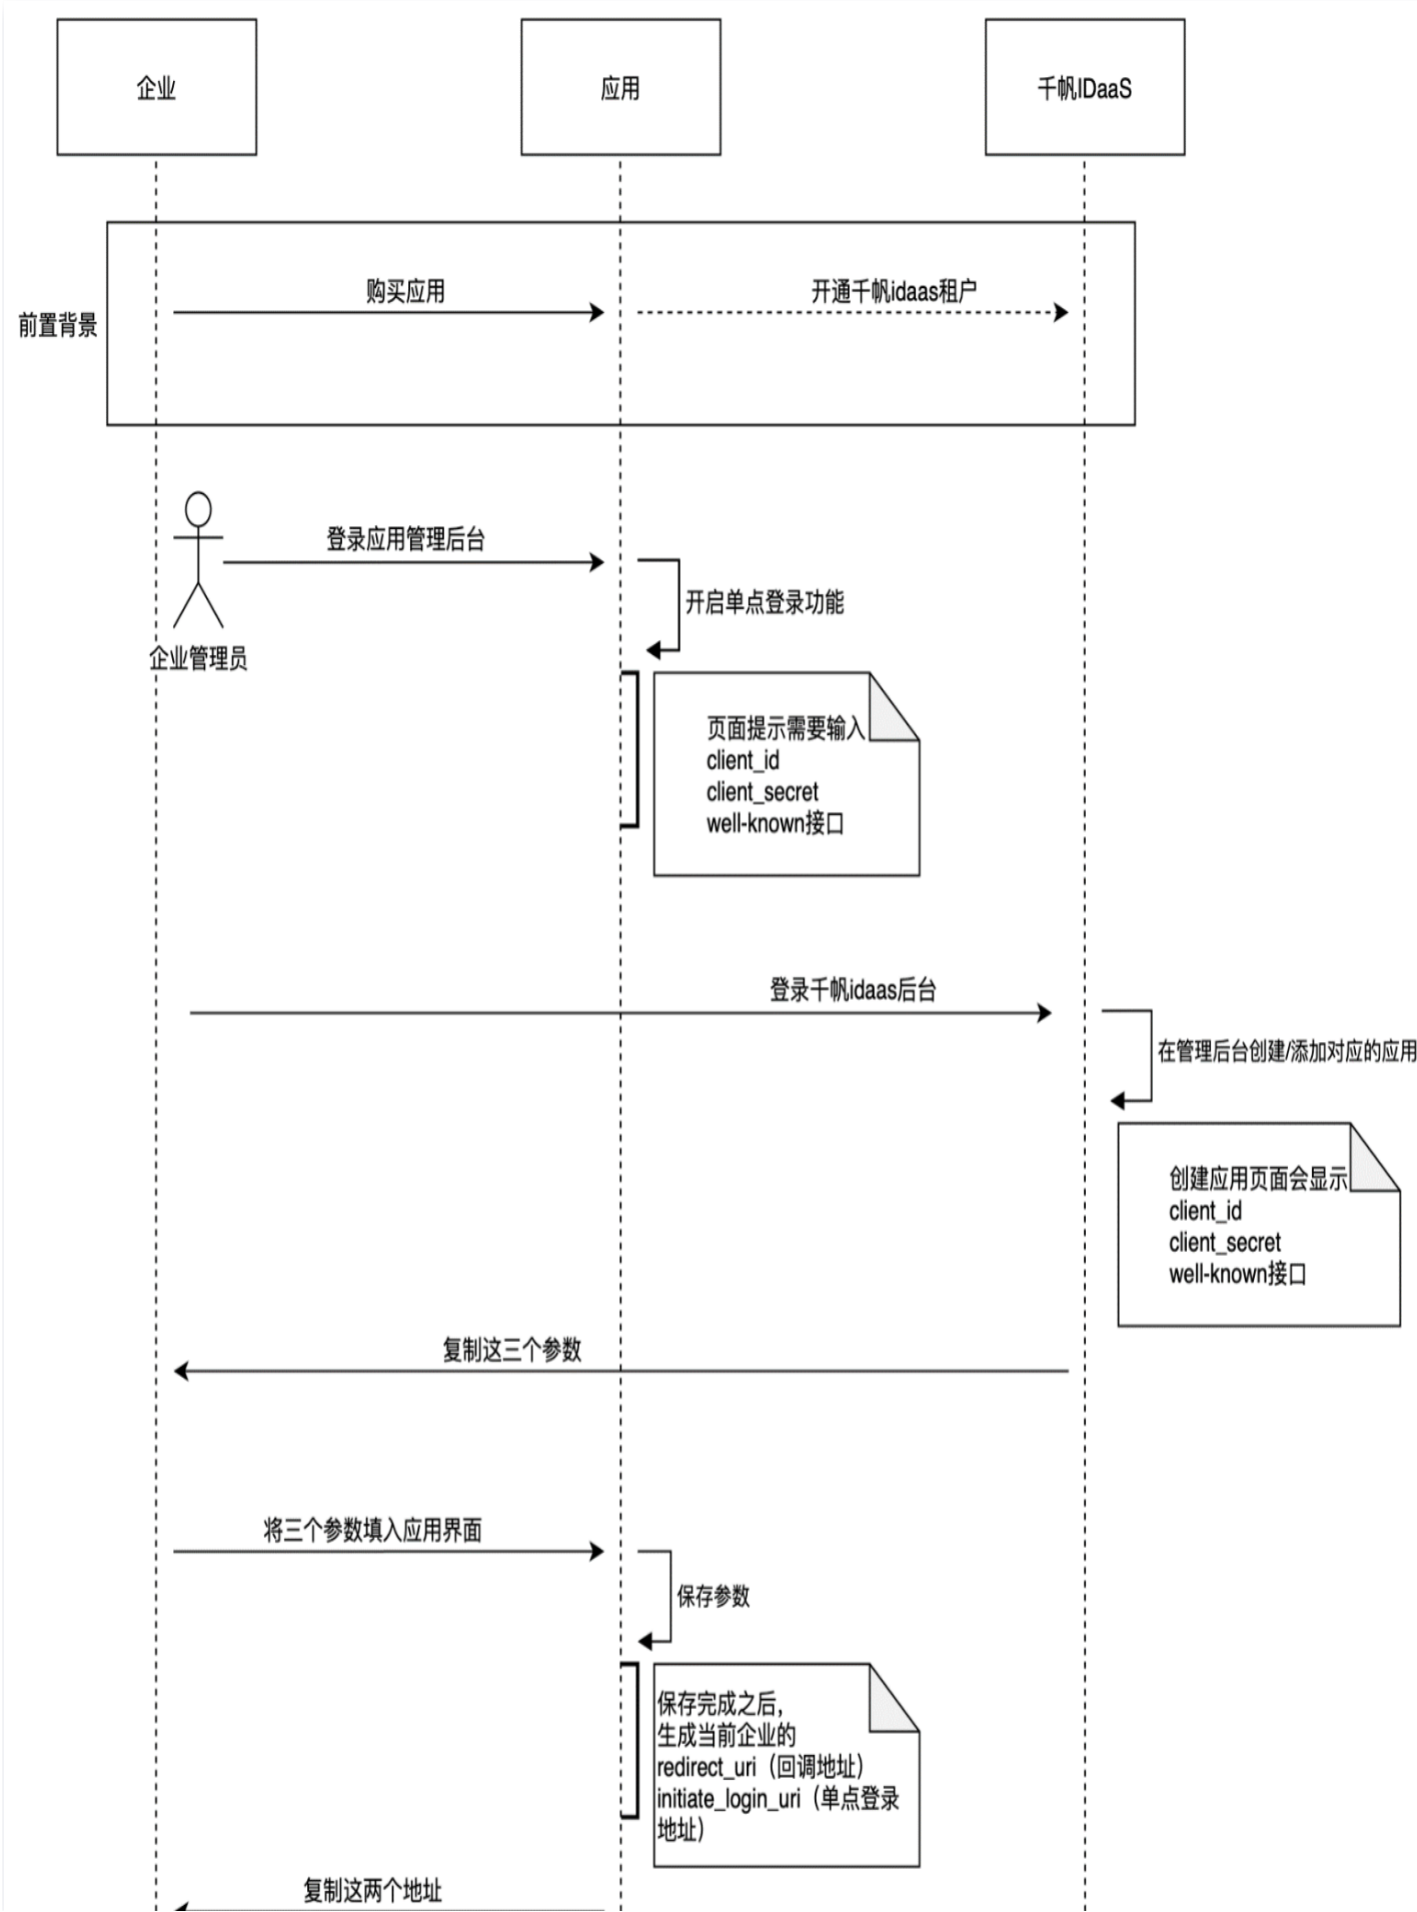 企业
应用
千帆IDaaS
购买应用
开通千帆idaas租户
前置背景
登录应用管理后台
开启单点登录功能
企业管理员
页面提示需要输入
client_id
client_secret
well-known接口
登录千帆idaas后台
在管理后台创建/添加对应的应用
创建应用页面会显示
client_id
client_secret
well-known接口
复制这三个参数
将三个参数填入应用界面
保存参数
保存完成之后，
生成当前企业的
redirect_uri（回调地址）
initiate_login_uri（单点登录
地址）
复制这两个地址